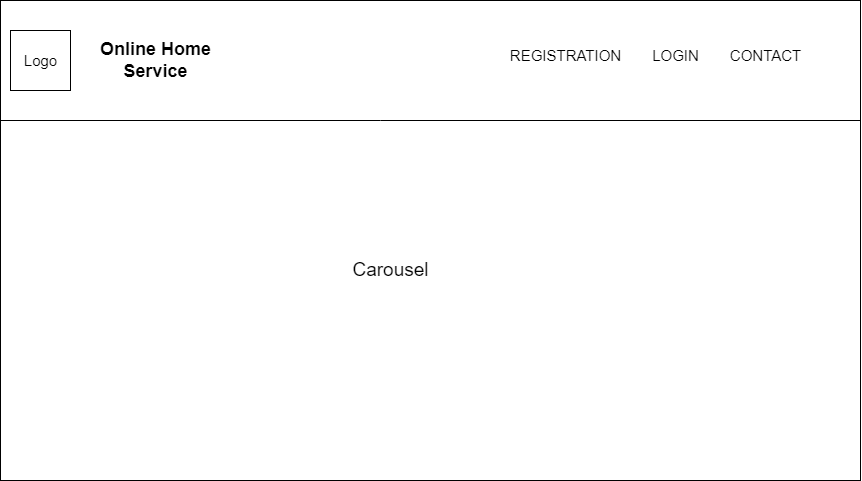 Logo
Online Home
Service
REGISTRATION
LOGIN
CONTACT
Carousel